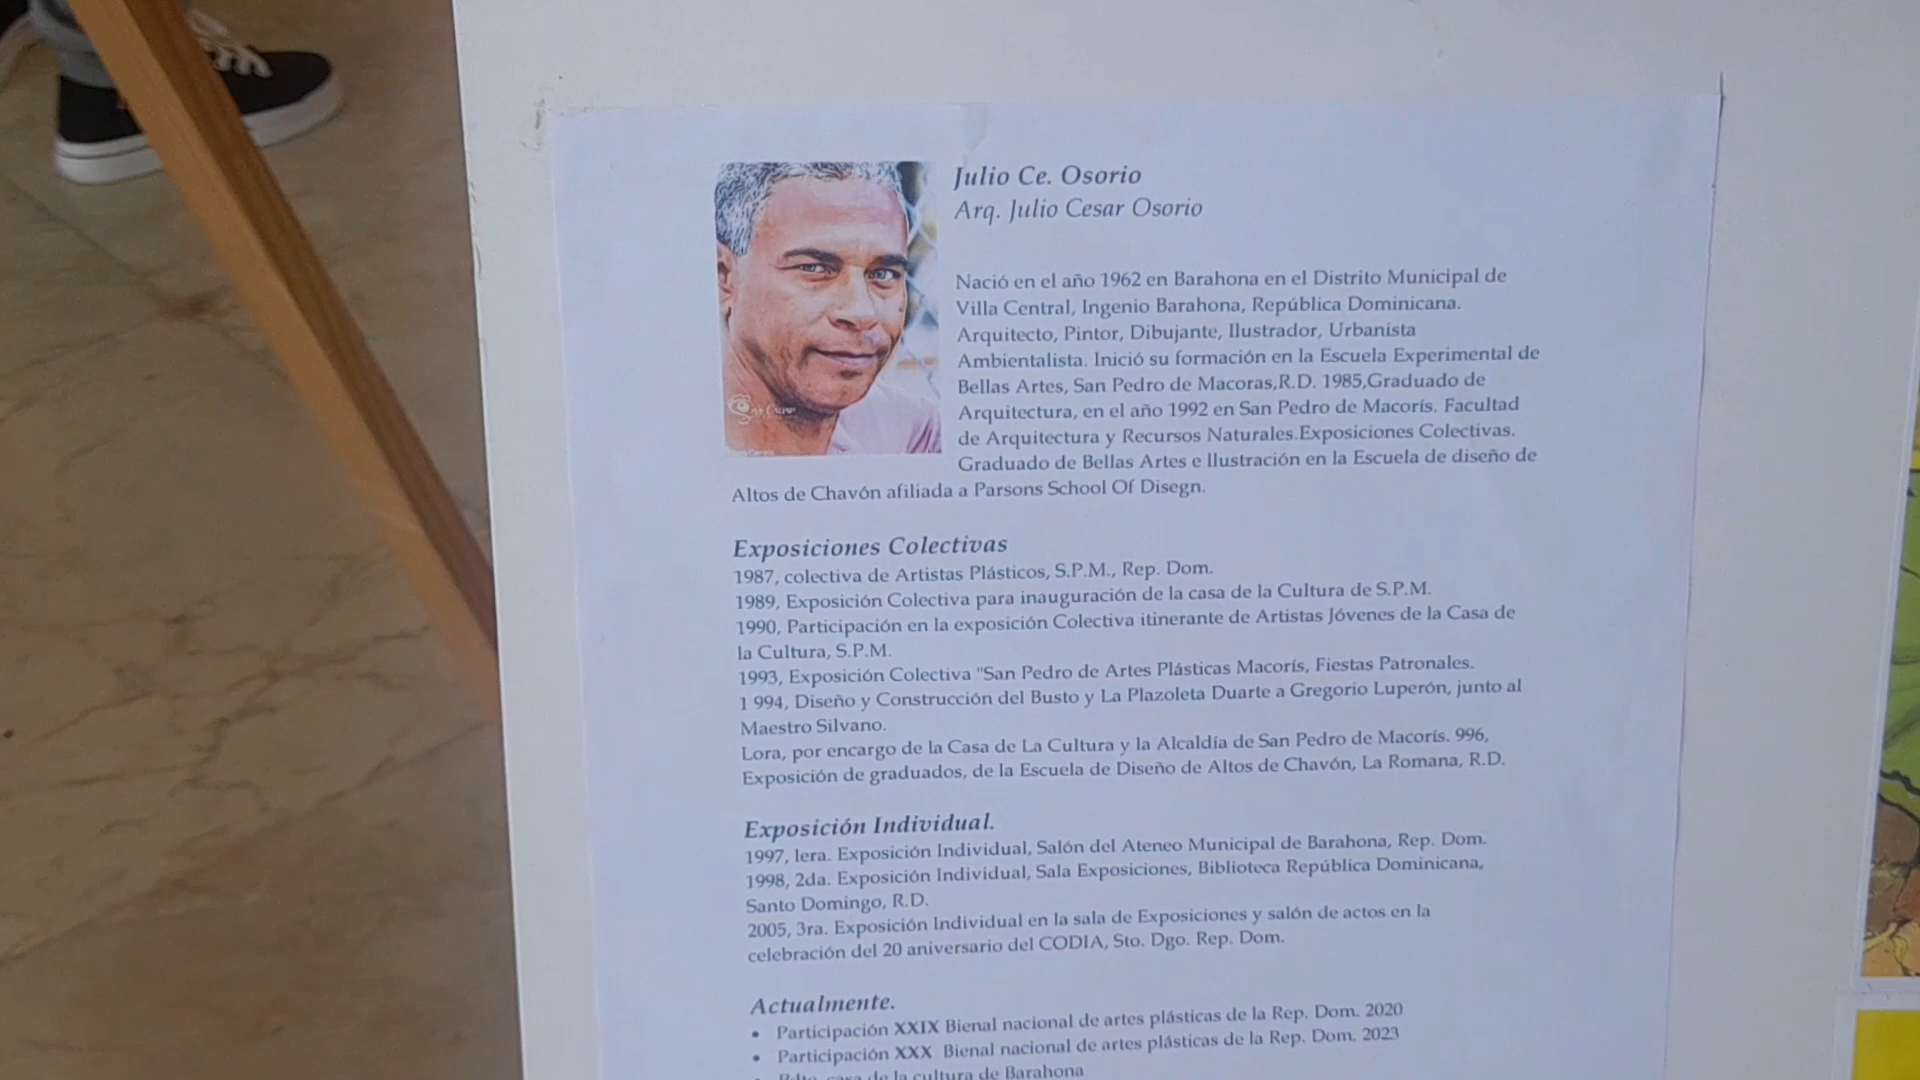 Julio Ce. Osorio
Arq. Julio Cesar Osorio
Nació en el año 1962 en Barahona en el Distrito Municipal de
Villa Central, Ingenio Barahona, República Dominicana.
Arquitecto, Pintor, Dibujante, Ilustrador, Urbanista
Ambientalista. Inició su formación en la Escuela Experimental de
Bellas Artes, San Pedro de Macoras,R.D. 1985,Graduado de
Arquitectura, en el año 1992 en San Pedro de Macorís. Facultad
de Arquitectura y Recursos Naturales.Exposiciones Colectivas.
Graduado de Bellas Artes e llustración en la Escuela de diseño de
Altos de Chavón afiliada a Parsons School Of Disegn.
Exposiciones Colectivas
1987, colectiva de Artistas Plásticos, S.P.M., Rep. Dom.
1989, Exposición Colectiva para inauguración de la casa de la Cultura de S.P.M.
1990, Participación en la exposición Colectiva itinerante de Artistas Jóvenes de la Casa de
la Cultura, S.P.M.
1993, Exposición Colectiva "San Pedro de Artes Plásticas Macorís, Fiestas Patronales.
1 994, Diseño y Construcción del Busto y La Plazoleta Duarte a Gregorio Luperón, junto al
Maestro Silvano.
Lora, por encargo de la Casa de La Cultura y la Alcaldía de San Pedro de Macorís. 996,
Exposición de graduados, de la Escuela de Diseño de Altos de Chavón, La Romana, R.D.
Exposición Individual.
1997, lera. Exposición Individual, Salón del Ateneo Municipal de Barahona, Rep. Dom.
1998, 2da. Exposición Individual, Sala Exposiciones, Biblioteca República Dominicana,
Santo Domingo, R.D.
2005, 3ra. Exposición Individual en la sala de Exposiciones y salón de actos en la
celebración del 20 aniversario del CODIA, Sto. Dgo. Rep. Dom.
Actualmente.
• Participación XXIX Bienal nacional de artes plásticas de la Rep. Dom. 2020
• Participación XXX Bienal nacional de artes plásticas de la Rep. Dom. 2023
casa de la cultura de Barahona